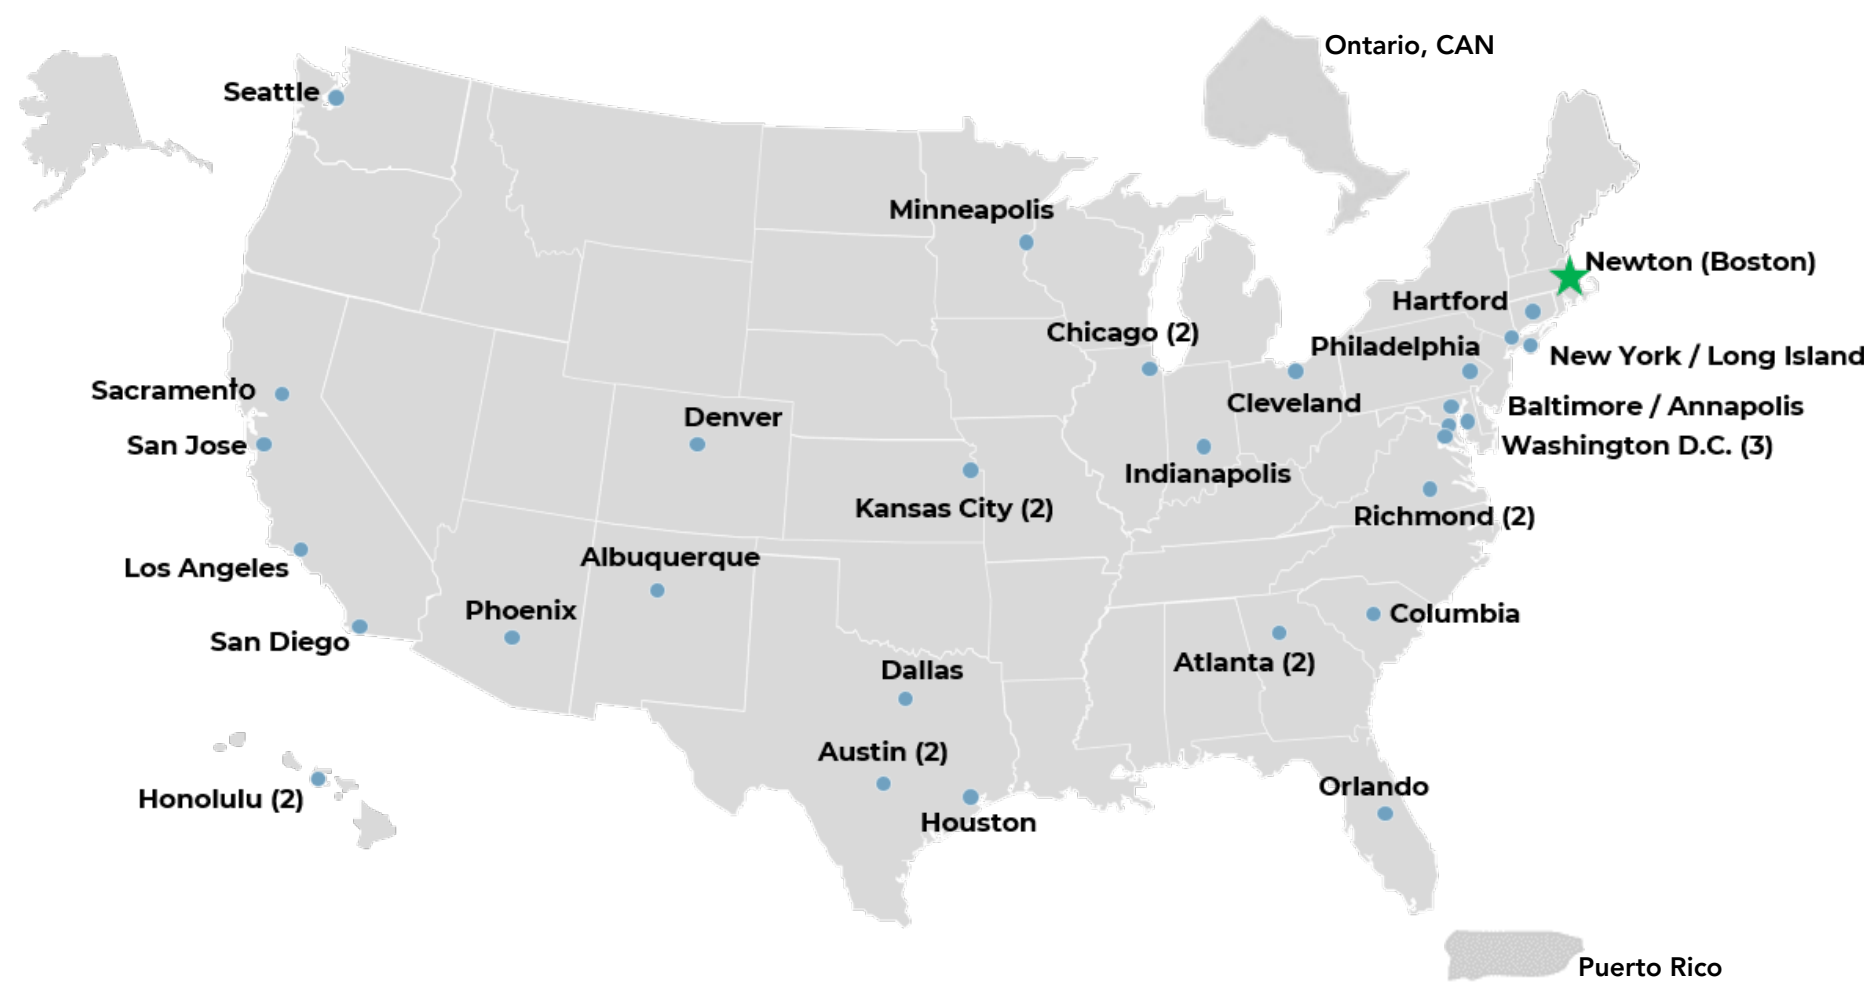 Ontario, CAN
Seattle
Minneapolis
Newton (Boston)
Hartford
Chicago (2)
Philadelphia
New York / Long Island
Sacramento
Cleveland
Baltimore / Annapolis
Denver
San Jose
Washington D.C. (3)
Indianapolis
Kansas City (2)
Richmond (2)
Albuquerque
Los Angeles
Phoenix
Columbia
San Diego
Atlanta (2)
Dallas
Austin (2)
Orlando
Honolulu (2)
Houston
Puerto Rico